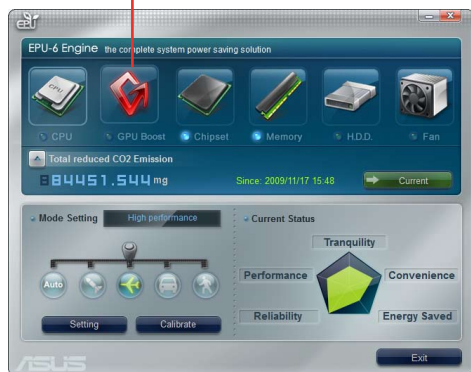 EPU
EPU-6 Engine the complete system power saving solution
CPU
CPU GPU Boost Chipset Memory H.D.D. Fan
Total reduced CO2 Emission
84451.544 mg Since: 2009/11/17 15:48 Current
Mode Setting High performance
Auto
Setting Calibrate
Current Status
Tranquility
Performance Convenience
Reliability Energy Saved
ASUS Exit